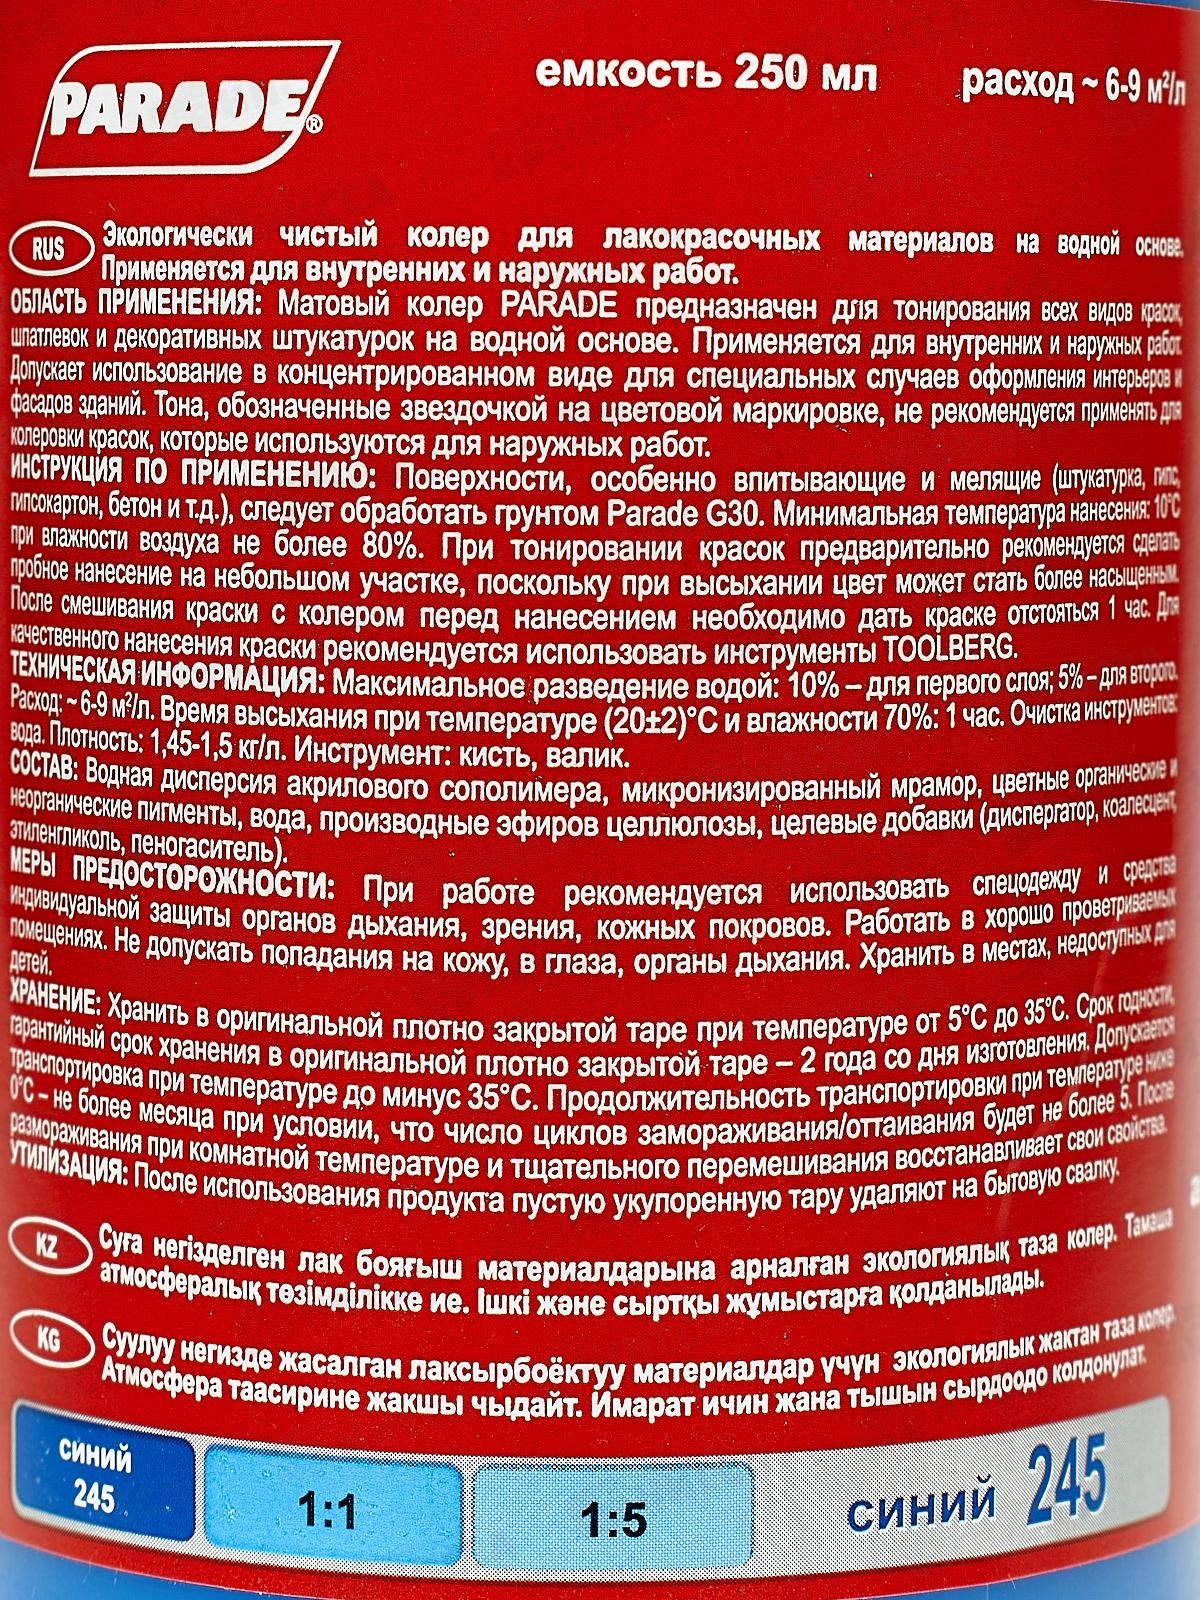 PARADE®
емкость 250 мл
расход ~ 6-9 м²/л
RUS
Экологически чистый колер для лакокрасочных материалов на водной основе.
Применяется для внутренних и наружных работ.
ОБЛАСТЬ ПРИМЕНЕНИЯ: Матовый колер PARADE предназначен для тонирования всех видов красок,
шпатлевок и декоративных штукатурок на водной основе. Применяется для внутренних и наружных работ.
Допускает использование в концентрированном виде для специальных случаев оформления интерьеров и
фасадов зданий. Тона, обозначенные звездочкой на цветовой маркировке, не рекомендуется применять для
колеровки красок, которые используются для наружных работ.
ИНСТРУКЦИЯ ПО ПРИМЕНЕНИЮ: Поверхности, особенно впитывающие и мелящие (штукатурка, гипс,
гипсокартон, бетон и т.д.), следует обработать грунтом Parade G30. Минимальная температура нанесения: 10°С
при влажности воздуха не более 80%. При тонировании красок предварительно рекомендуется сделать
пробное нанесение на небольшом участке, поскольку при высыхании цвет может стать более насыщенным.
После смешивания краски с колером перед нанесением необходимо дать краске отстояться 1 час. Для
качественного нанесения краски рекомендуется использовать инструменты TOOLBERG.
ТЕХНИЧЕСКАЯ ИНФОРМАЦИЯ: Максимальное разведение водой: 10% – для первого слоя; 5% – для второго.
Расход: ~ 6-9 м²/л. Время высыхания при температуре (20±2)°С и влажности 70%: 1 час. Очистка инструментов:
вода. Плотность: 1,45-1,5 кг/л. Инструмент: кисть, валик.
СОСТАВ: Водная дисперсия акрилового сополимера, микронизированный мрамор, цветные органические и
неорганические пигменты, вода, производные эфиров целлюлозы, целевые добавки (диспергатор, коалесцент,
этиленгликоль, пеногаситель).
МЕРЫ ПРЕДОСТОРОЖНОСТИ: При работе рекомендуется использовать спецодежду и средства
индивидуальной защиты органов дыхания, зрения, кожных покровов. Работать в хорошо проветриваемых
помещениях. Не допускать попадания на кожу, в глаза, органы дыхания. Хранить в местах, недоступных для
детей.
ХРАНЕНИЕ: Хранить в оригинальной плотно закрытой таре при температуре от 5°С до 35°С. Срок годности,
гарантийный срок хранения в оригинальной плотно закрытой таре – 2 года со дня изготовления. Допускается
транспортировка при температуре до минус 35°С. Продолжительность транспортировки при температуре ниже
0°С – не более месяца при условии, что число циклов замораживания/оттаивания будет не более 5. После
размораживания при комнатной температуре и тщательного перемешивания восстанавливает свои свойства.
УТИЛИЗАЦИЯ: После использования продукта пустую укупоренную тару удаляют на бытовую свалку.
KZ
Суға негізделген лак бояғыш материалдарына арналған экологиялық таза колер. Тамаша
атмосфералық төзімділікке ие. Ішкі және сыртқы жұмыстарға қолданылады.
KG
Суулуу негизде жасалган лаксырбоёктуу материалдар үчүн экологиялык жактан таза колер.
Атмосфера таасирине жакшы чыдайт. Имарат ичин жана тышын сырдоодо колдонулат.
синий
245
1:1
1:5
синий 245